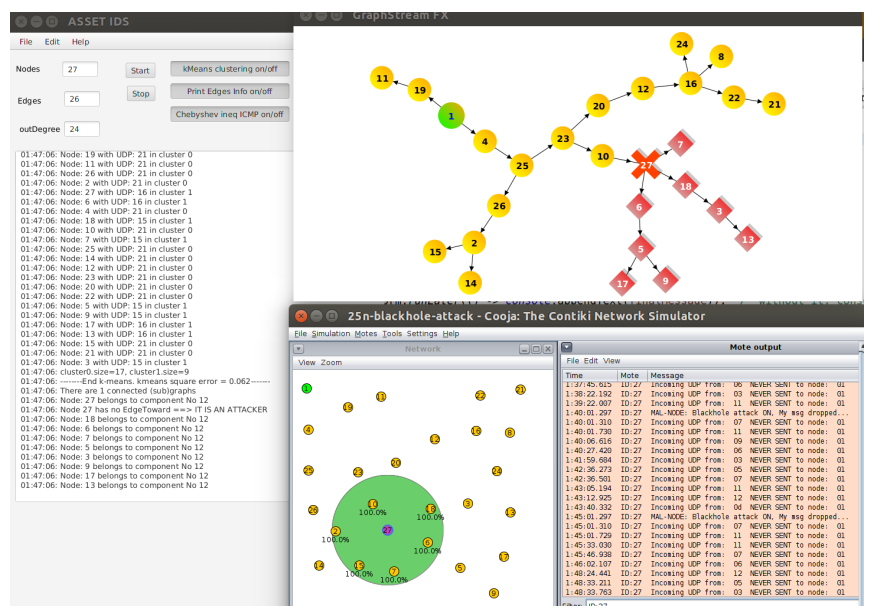 ASSET IDS
File Edit Help
Nodes 27 Start kMeans clustering on/off
Edges 26 Stop Print Edges Info on/off
Chebyshev ineq ICMP on/off
outDegree 24
01:47:06: Node: 19 with UDP: 21 in cluster 0
01:47:06: Node: 11 with UDP: 21 in cluster 0
01:47:06: Node: 26 with UDP: 21 in cluster 0
01:47:06: Node: 2 with UDP: 21 in cluster 0
01:47:06: Node: 27 with UDP: 16 in cluster 1
01:47:06: Node: 6 with UDP: 16 in cluster 1
01:47:06: Node: 4 with UDP: 21 in cluster 0
01:47:06: Node: 18 with UDP: 15 in cluster 1
01:47:06: Node: 10 with UDP: 21 in cluster 0
01:47:06: Node: 7 with UDP: 15 in cluster 1
01:47:06: Node: 25 with UDP: 21 in cluster 0
01:47:06: Node: 14 with UDP: 21 in cluster 0
01:47:06: Node: 12 with UDP: 21 in cluster 0
01:47:06: Node: 23 with UDP: 21 in cluster 0
01:47:06: Node: 20 with UDP: 21 in cluster 0
01:47:06: Node: 22 with UDP: 21 in cluster 0
01:47:06: Node: 5 with UDP: 15 in cluster 1
01:47:06: Node: 9 with UDP: 15 in cluster 1
01:47:06: Node: 17 with UDP: 16 in cluster 1
01:47:06: Node: 13 with UDP: 16 in cluster 1
01:47:06: Node: 15 with UDP: 21 in cluster 0
01:47:06: Node: 21 with UDP: 21 in cluster 0
01:47:06: Node: 3 with UDP: 15 in cluster 1
01:47:06: cluster0.size=17, cluster1.size=9
01:47:06: --------End k-means. kmeans square error = 0.062-------
01:47:06: There are 1 connected (sub)graphs
01:47:06: Node: 27 belongs to component No 12
01:47:06: Node 27 has no EdgeToward ==> IT IS AN ATTACKER
01:47:06: Node: 18 belongs to component No 12
01:47:06: Node: 6 belongs to component No 12
01:47:06: Node: 7 belongs to component No 12
01:47:06: Node: 5 belongs to component No 12
01:47:06: Node: 3 belongs to component No 12
01:47:06: Node: 9 belongs to component No 12
01:47:06: Node: 17 belongs to component No 12
01:47:06: Node: 13 belongs to component No 12
GraphStream FX
24
8
11
19
12
16
22
21
1
20
4
23
7
25
10
27
18
26
6
3
15
2
5
13
14
17
9
25n-blackhole-attack - Cooja: The Contiki Network Simulator
File Simulation Motes Tools Settings Help
Network
View Zoom
1
11
22
21
19
4
16
8
12
25
23
20
24
26
10
100.0%
18
100.0%
3
13
2
100.0%
27
6
100.0%
17
14
15
100.0%
7
100.0%
5
9
Mote output
File Edit View
Time Mote Message
1:37:45.615 ID:27 Incoming UDP from: 06 NEVER SENT to node: 01
1:38:22.192 ID:27 Incoming UDP from: 03 NEVER SENT to node: 01
1:39:22.007 ID:27 Incoming UDP from: 11 NEVER SENT to node: 01
1:40:01.297 ID:27 MAL-NODE: Blackhole attack ON, My msg dropped...
1:40:01.310 ID:27 Incoming UDP from: 07 NEVER SENT to node: 01
1:40:01.730 ID:27 Incoming UDP from: 11 NEVER SENT to node: 01
1:40:06.616 ID:27 Incoming UDP from: 09 NEVER SENT to node: 01
1:40:27.420 ID:27 Incoming UDP from: 06 NEVER SENT to node: 01
1:41:59.684 ID:27 Incoming UDP from: 03 NEVER SENT to node: 01
1:42:36.273 ID:27 Incoming UDP from: 05 NEVER SENT to node: 01
1:42:36.501 ID:27 Incoming UDP from: 07 NEVER SENT to node: 01
1:43:05.194 ID:27 Incoming UDP from: 11 NEVER SENT to node: 01
1:43:12.925 ID:27 Incoming UDP from: 12 NEVER SENT to node: 01
1:43:40.332 ID:27 Incoming UDP from: 0d NEVER SENT to node: 01
1:45:01.297 ID:27 MAL-NODE: Blackhole attack ON, My msg dropped...
1:45:01.310 ID:27 Incoming UDP from: 07 NEVER SENT to node: 01
1:45:01.729 ID:27 Incoming UDP from: 11 NEVER SENT to node: 01
1:45:33.030 ID:27 Incoming UDP from: 11 NEVER SENT to node: 01
1:45:46.938 ID:27 Incoming UDP from: 07 NEVER SENT to node: 01
1:46:02.107 ID:27 Incoming UDP from: 06 NEVER SENT to node: 01
1:48:24.441 ID:27 Incoming UDP from: 12 NEVER SENT to node: 01
1:48:33.211 ID:27 Incoming UDP from: 05 NEVER SENT to node: 01
1:48:33.763 ID:27 Incoming UDP from: 03 NEVER SENT to node: 01
Filter: ID:27